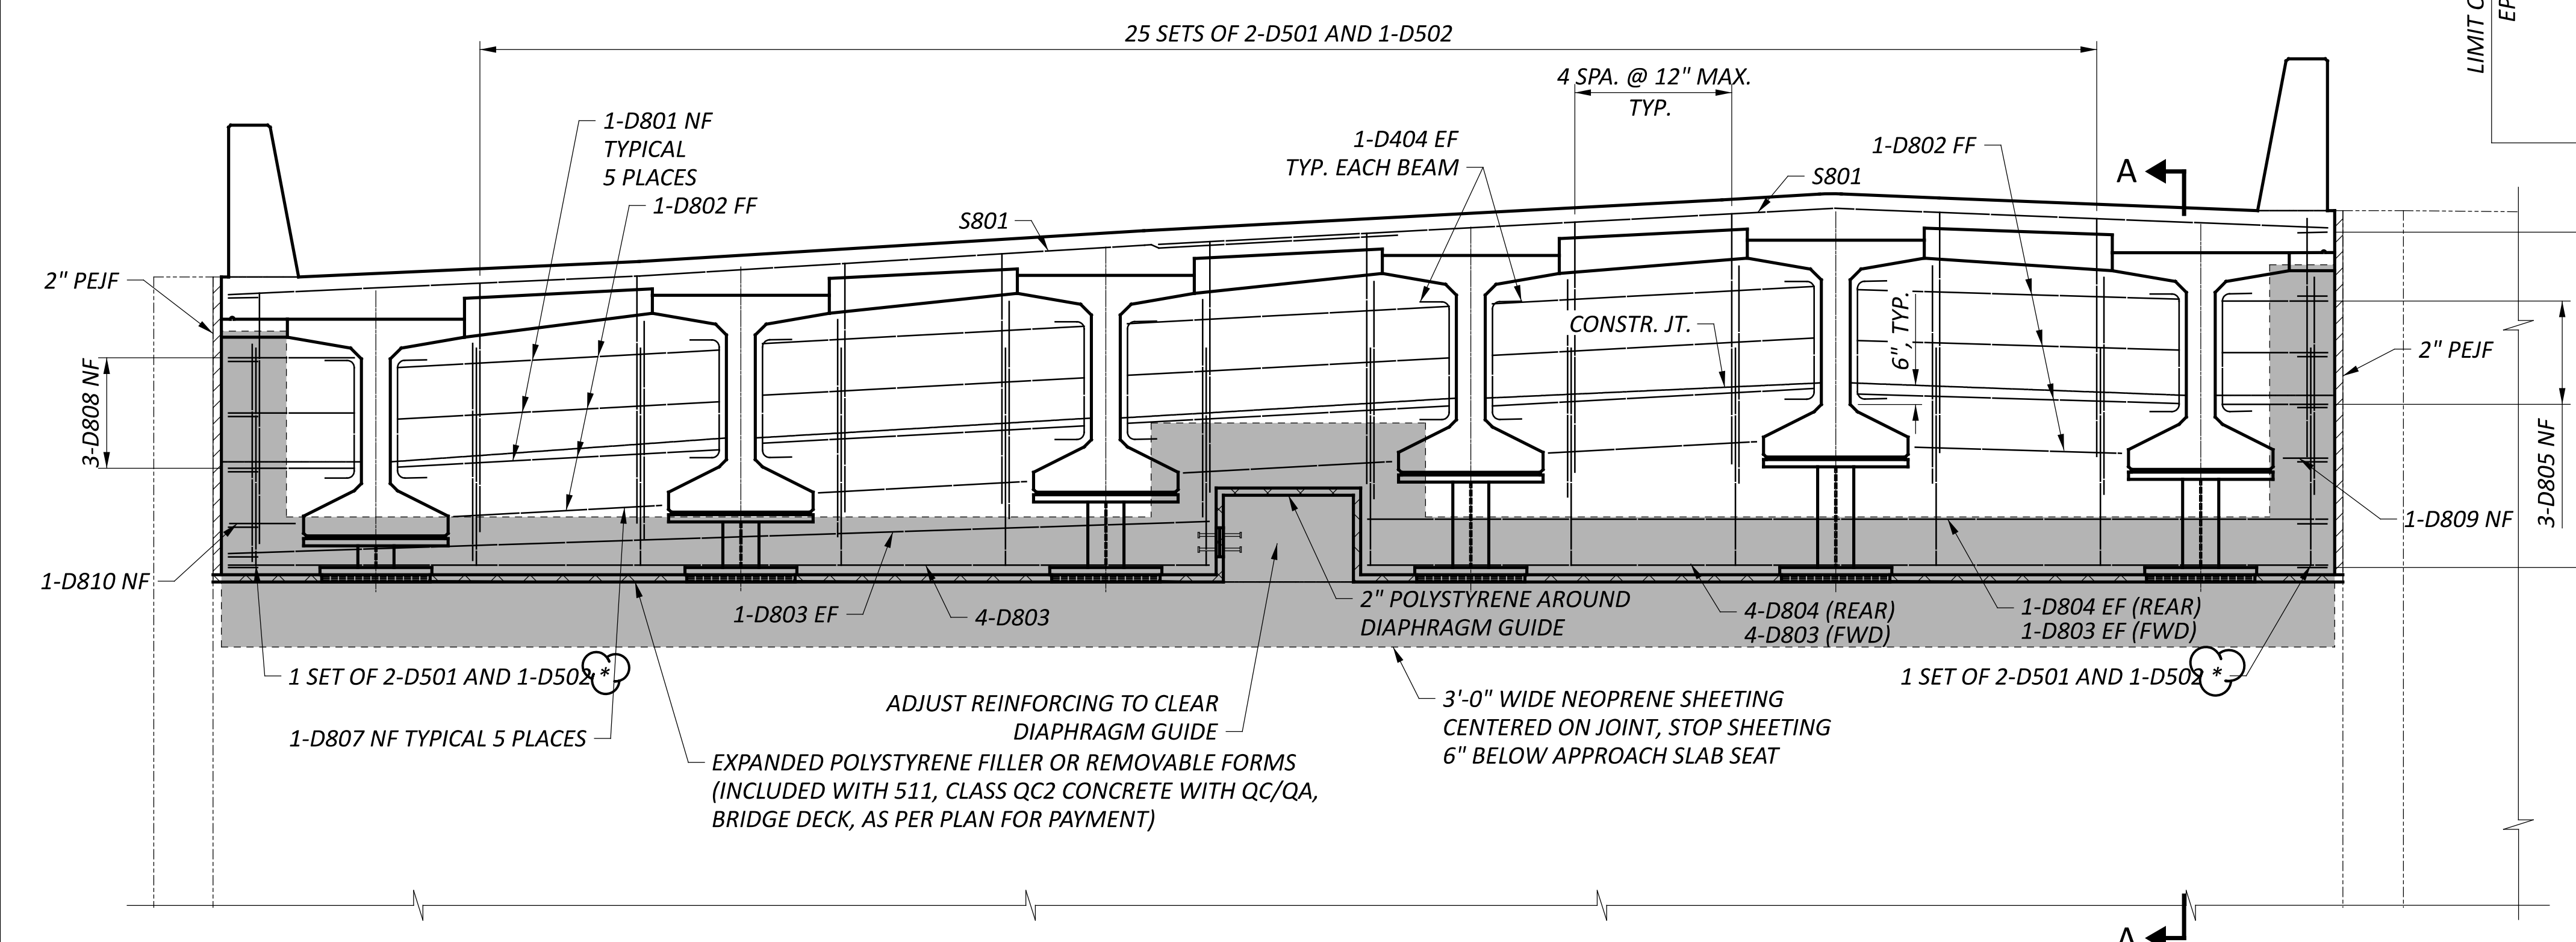 25 SETS OF 2-D501 AND 1-D502
LIMIT O
EP
4 SPA. @ 12" MAX.
TYP.
1-D801 NF
TYPICAL
5 PLACES
1-D802 FF
1-D404 EF
TYP. EACH BEAM
1-D802 FF
A
S801
S801
2" PEJF
CONSTR. JT.
6", TYP.
2" PEJF
3-D808 NF
3-D805 NF
1-D809 NF
1-D810 NF
1-D803 EF
4-D803
2" POLYSTYRENE AROUND
DIAPHRAGM GUIDE
4-D804 (REAR)
4-D803 (FWD)
1-D804 EF (REAR)
1-D803 EF (FWD)
1 SET OF 2-D501 AND 1-D502 *
1 SET OF 2-D501 AND 1-D502 *
ADJUST REINFORCING TO CLEAR
DIAPHRAGM GUIDE
3'-0" WIDE NEOPRENE SHEETING
CENTERED ON JOINT, STOP SHEETING
6" BELOW APPROACH SLAB SEAT
1-D807 NF TYPICAL 5 PLACES
EXPANDED POLYSTYRENE FILLER OR REMOVABLE FORMS
(INCLUDED WITH 511, CLASS QC2 CONCRETE WITH QC/QA,
BRIDGE DECK, AS PER PLAN FOR PAYMENT)
A